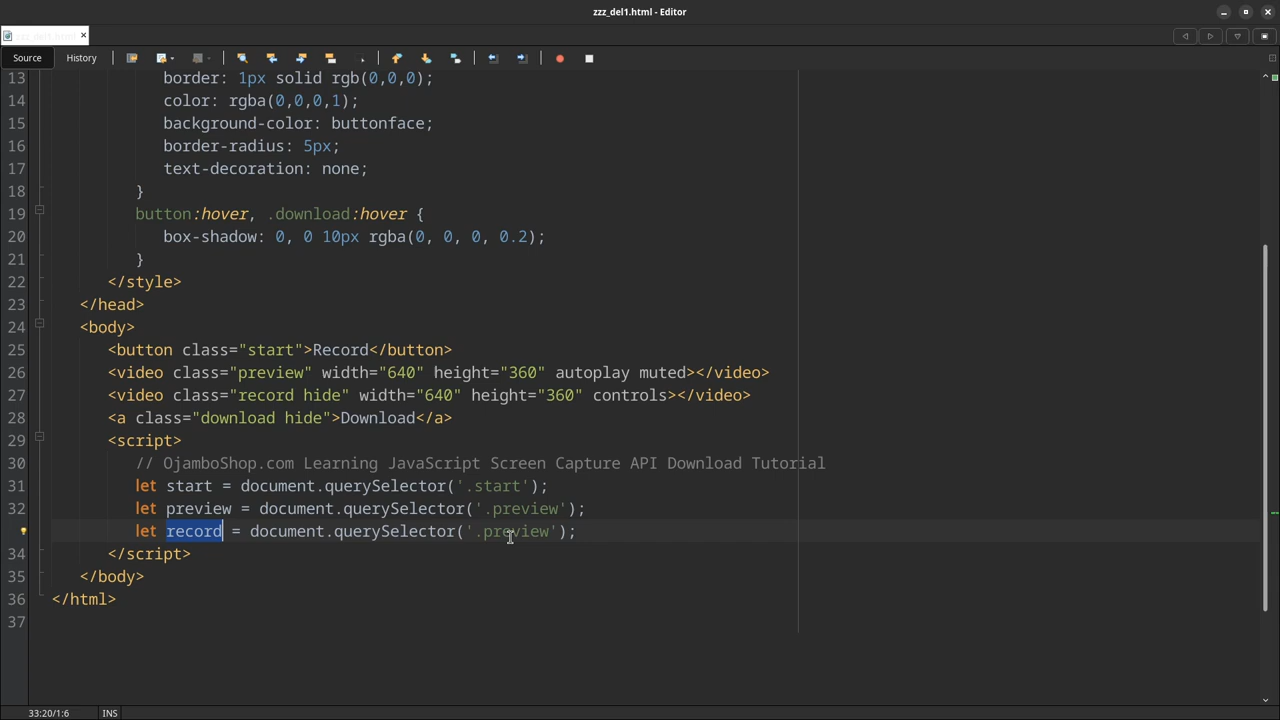 zzz_del1.html - Editor
zzz_del1.html
Source History
13 border: 1px solid rgb(0,0,0);
14 color: rgba(0,0,0,1);
15 background-color: buttonface;
16 border-radius: 5px;
17 text-decoration: none;
18 }
19 button:hover, .download:hover {
20 box-shadow: 0, 0 10px rgba(0, 0, 0, 0.2);
21 }
22 </style>
23 </head>
24 <body>
25 <button class="start">Record</button>
26 <video class="preview" width="640" height="360" autoplay muted></video>
27 <video class="record hide" width="640" height="360" controls></video>
28 <a class="download hide">Download</a>
29 <script>
30 // OjamboShop.com Learning JavaScript Screen Capture API Download Tutorial
31 let start = document.querySelector('.start');
32 let preview = document.querySelector('.preview');
let record = document.querySelector('.preview');
34 </script>
35 </body>
36 </html>
37
33:20/1:6 INS